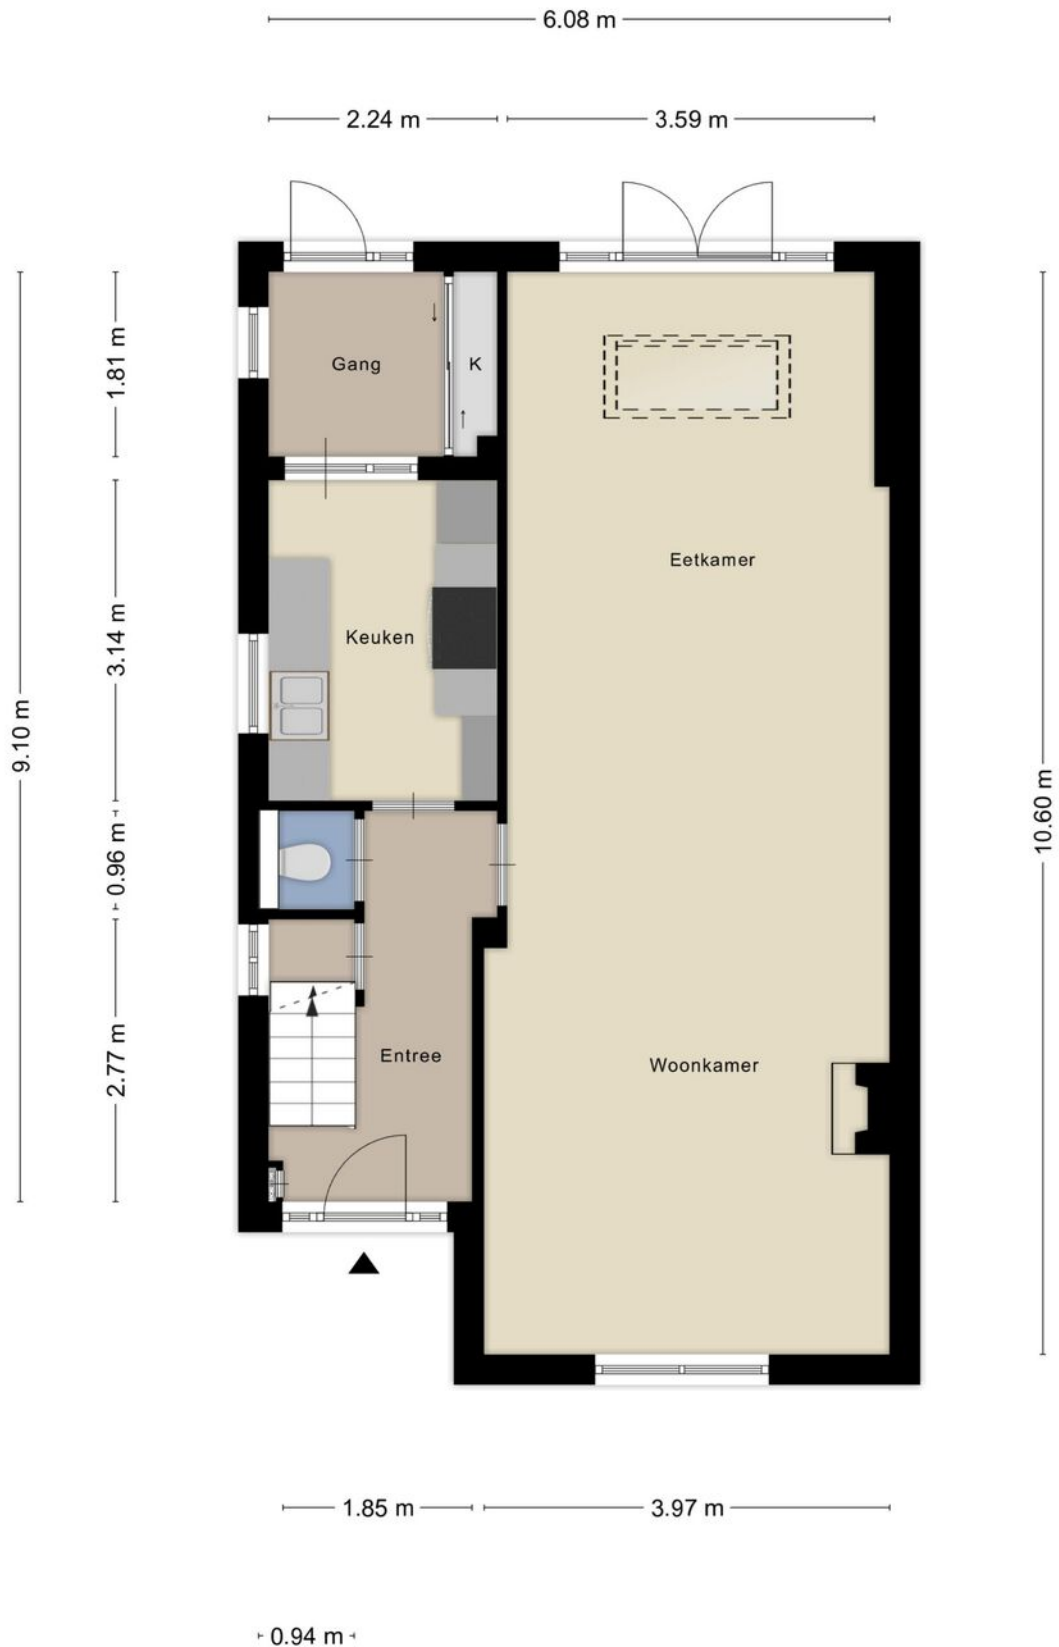 6.08 m
2.24 m
3.59 m
1.81 m
Gang
K
Eetkamer
3.14 m
Keuken
9.10 m
10.60 m
0.96 m
2.77 m
Entree
Woonkamer
1.85 m
3.97 m
0.94 m